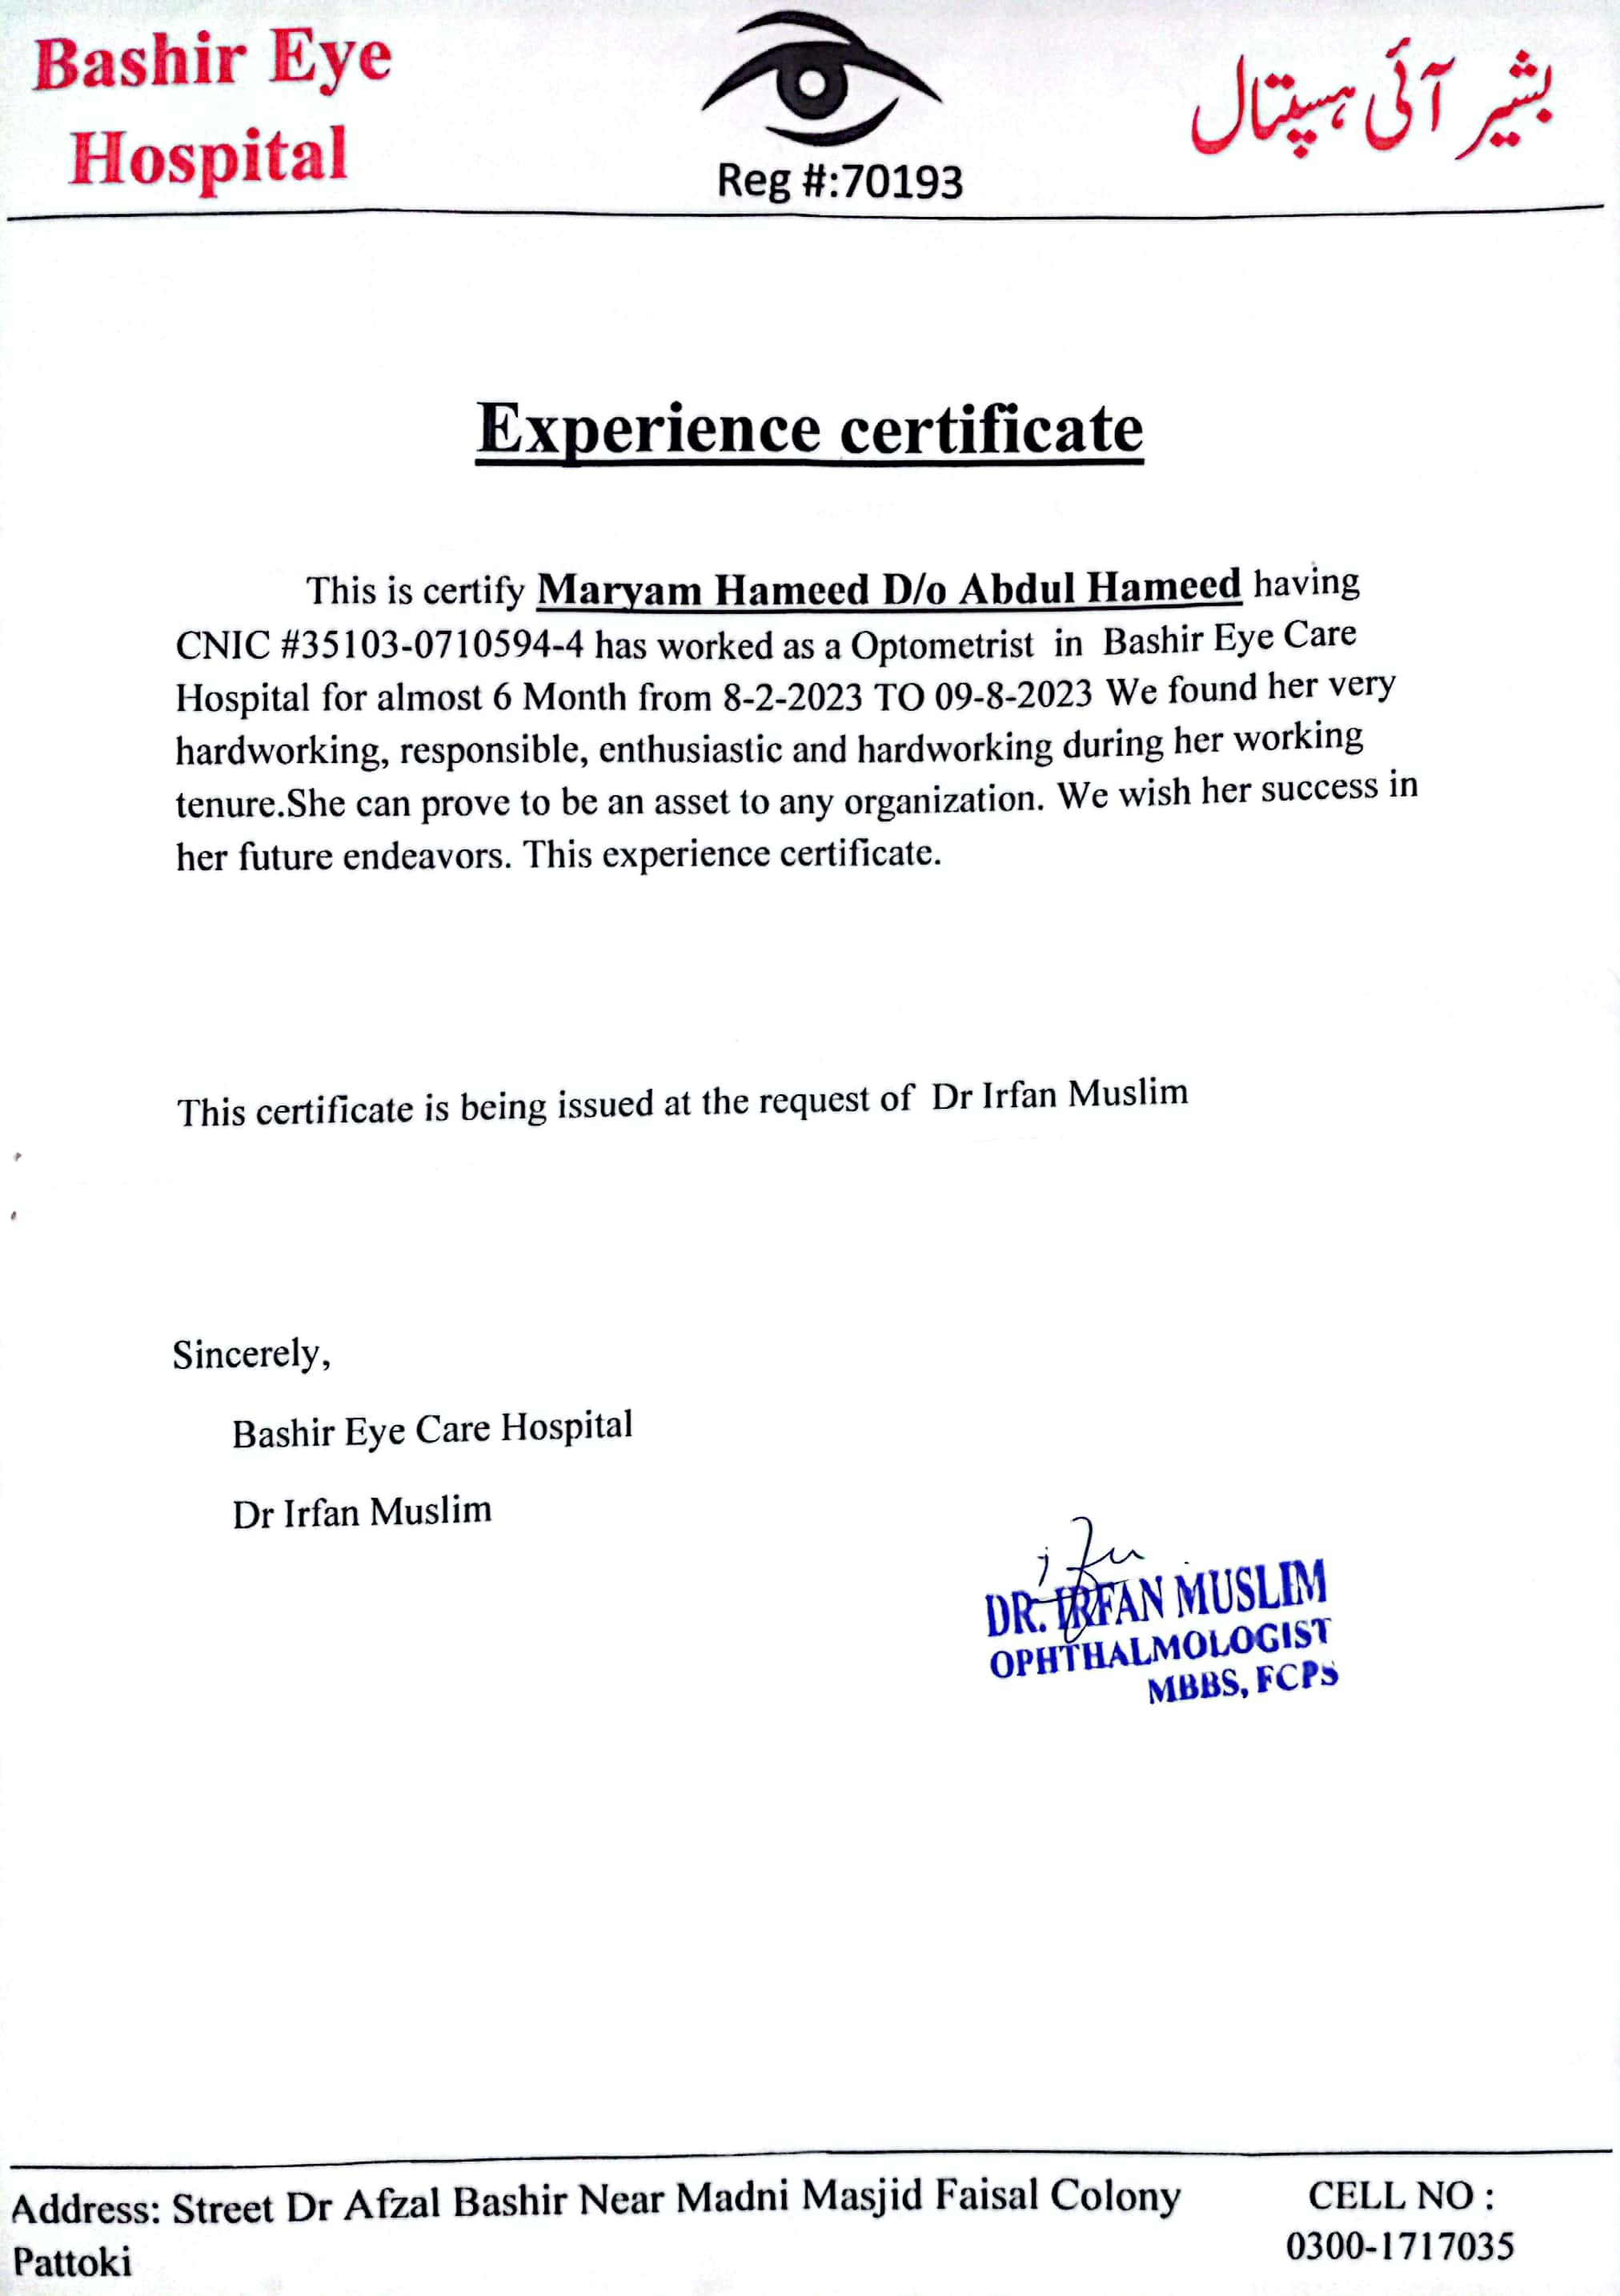 Bashir Eye
Hospital
Reg #:70193
بشیر آئی ہسپتال
Experience certificate
This is certify Maryam Hameed D/o Abdul Hameed having
CNIC #35103-0710594-4 has worked as a Optometrist in Bashir Eye Care
Hospital for almost 6 Month from 8-2-2023 TO 09-8-2023 We found her very
hardworking, responsible, enthusiastic and hardworking during her working
tenure.She can prove to be an asset to any organization. We wish her success in
her future endeavors. This experience certificate.
This certificate is being issued at the request of Dr Irfan Muslim
Sincerely,
Bashir Eye Care Hospital
Dr Irfan Muslim
DR. IRFAN MUSLIM
OPHTHALMOLOGIST
MBBS, FCPS
Address: Street Dr Afzal Bashir Near Madni Masjid Faisal Colony
Pattoki
CELL NO :
0300-1717035